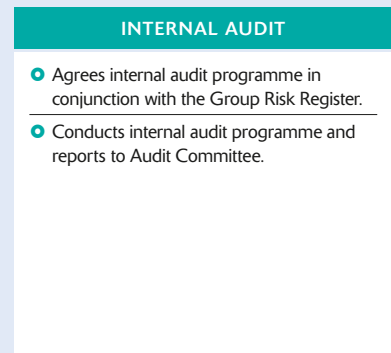 INTERNAL AUDIT
Agrees internal audit programme in
conjunction with the Group Risk Register.
Conducts internal audit programme and
reports to Audit Committee.